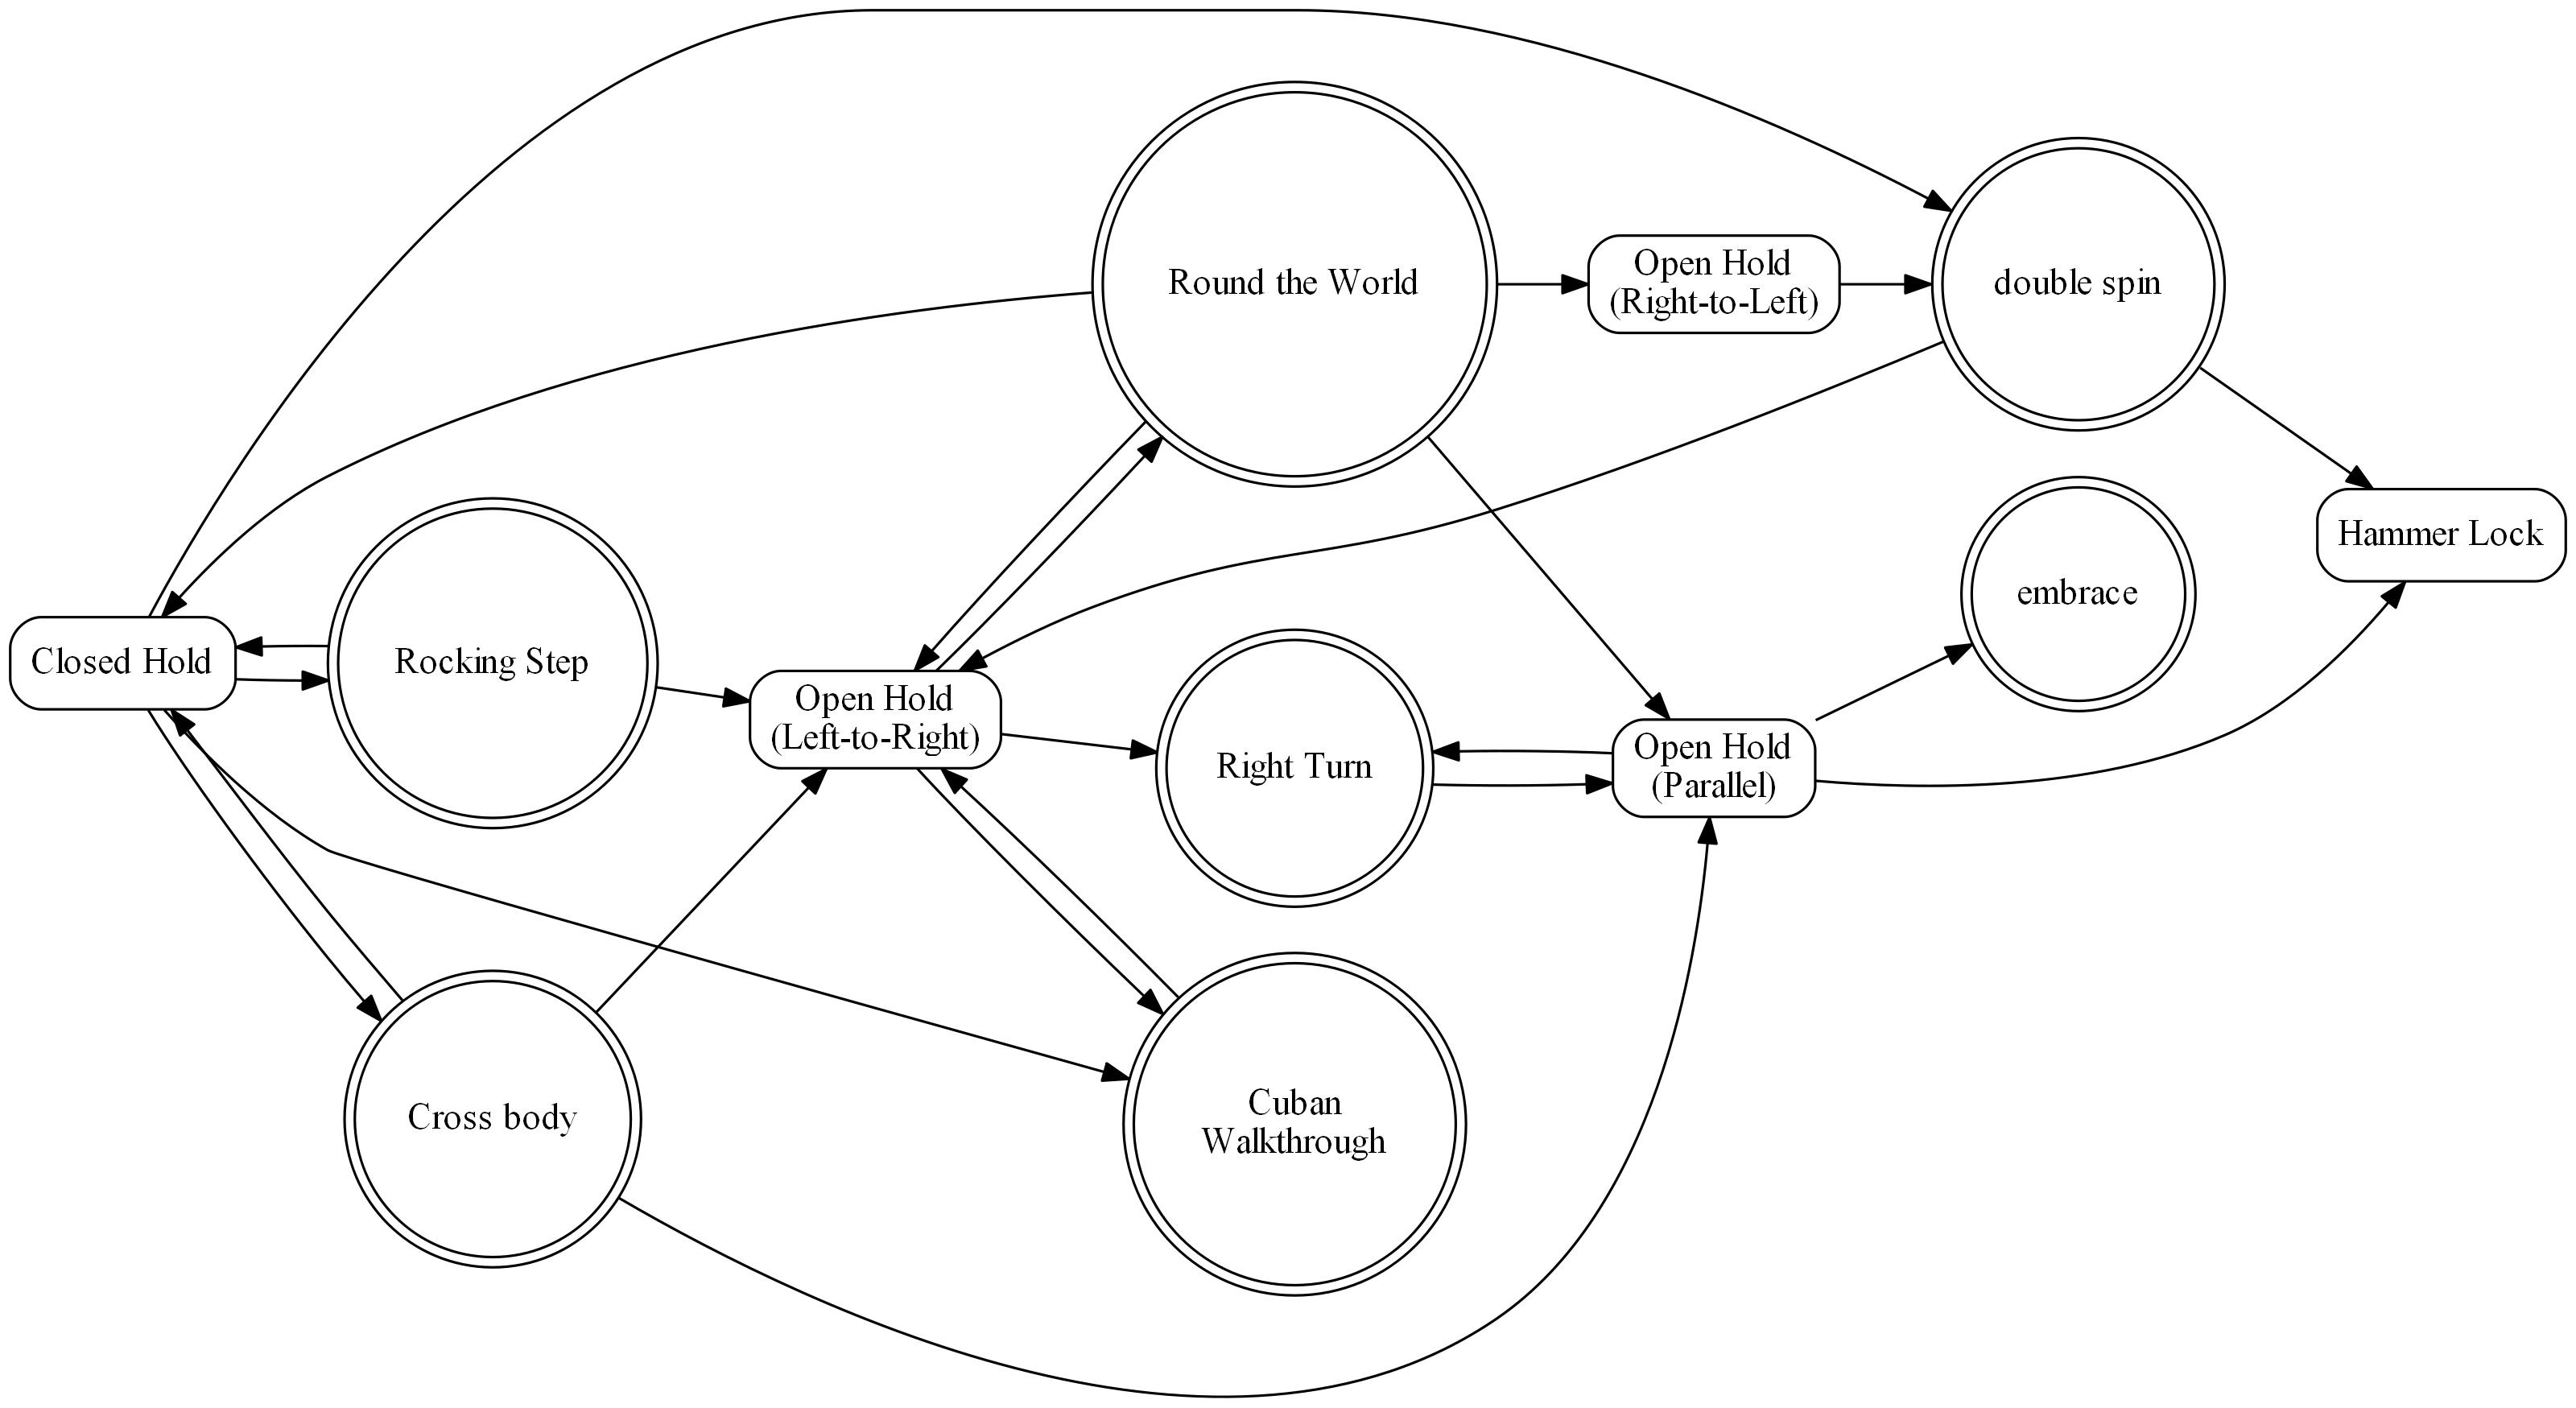 Round the World
Open Hold
(Right-to-Left)
double spin
Hammer Lock
embrace
Closed Hold
Rocking Step
Open Hold
(Left-to-Right)
Right Turn
Open Hold
(Parallel)
Cross body
Cuban
Walkthrough